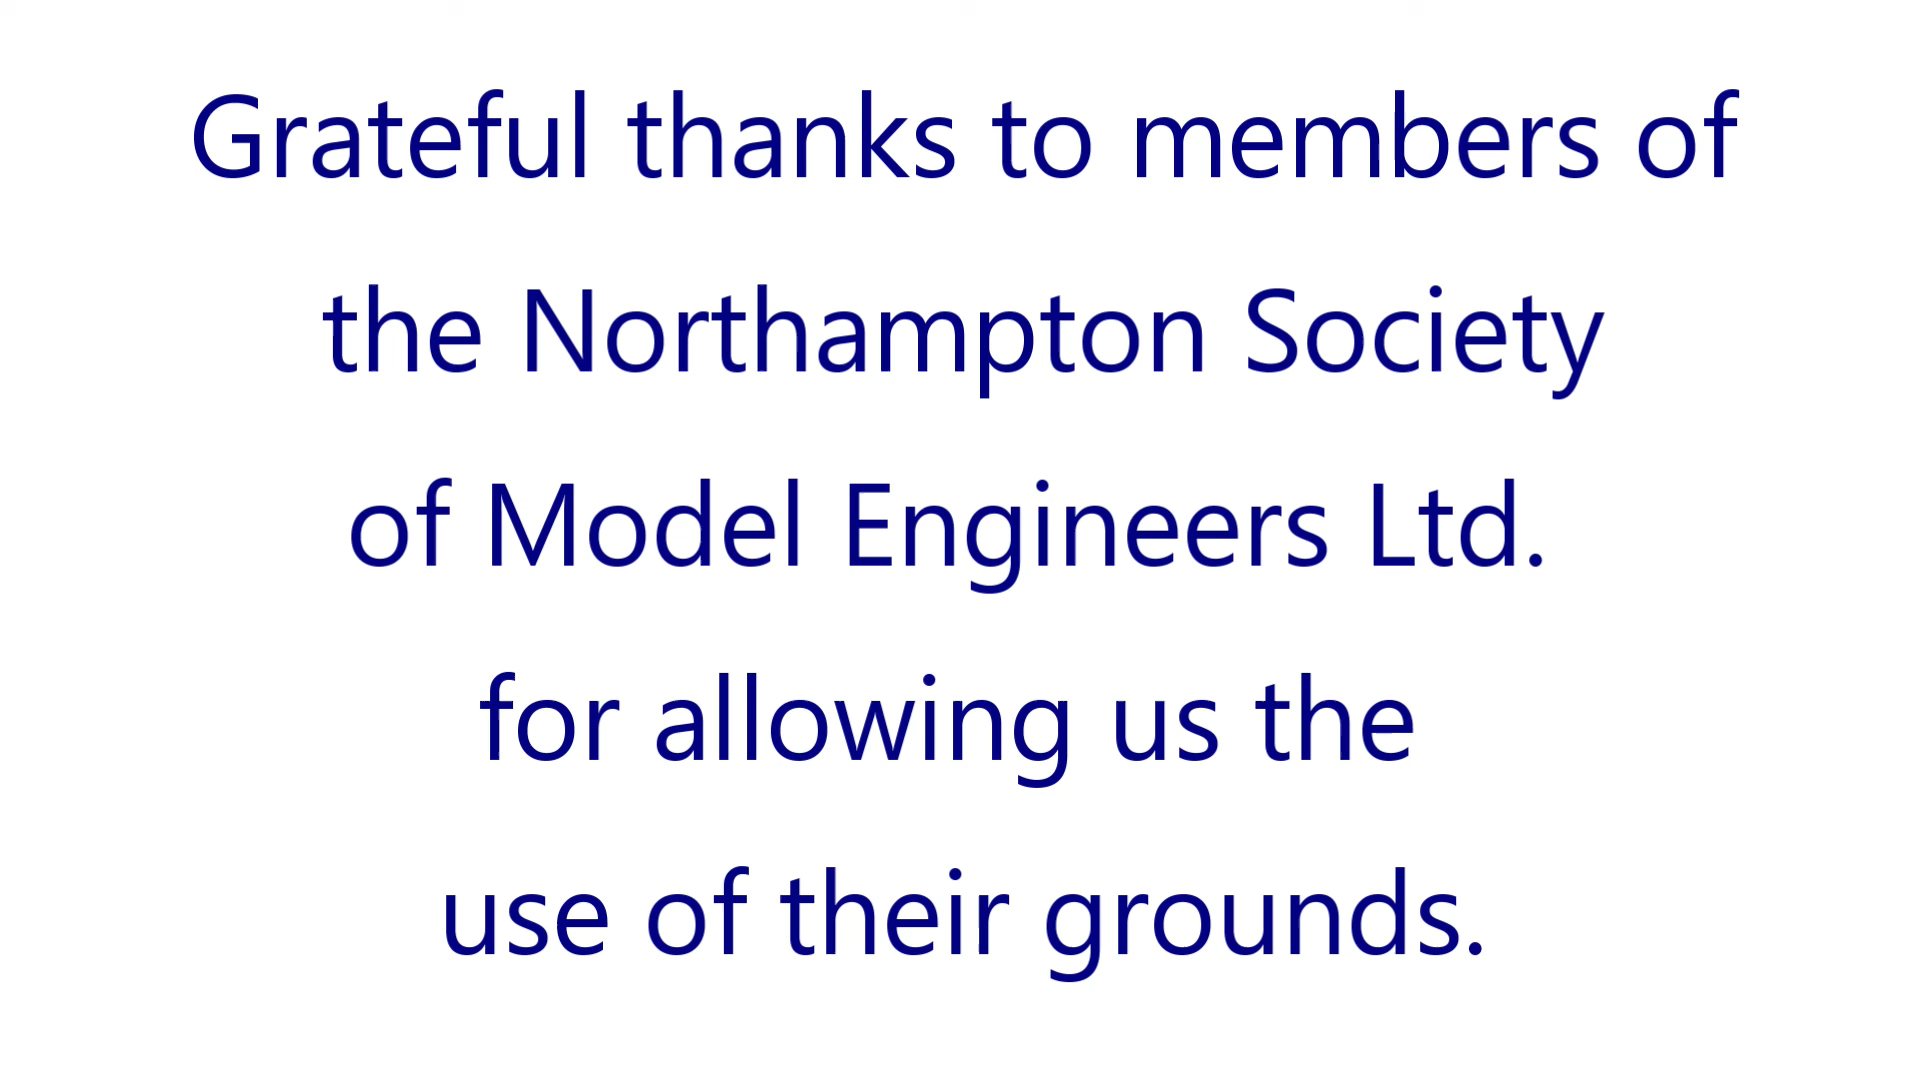 Grateful thanks to members of
the Northampton Society
of Model Engineers Ltd.
for allowing us the
use of their grounds.